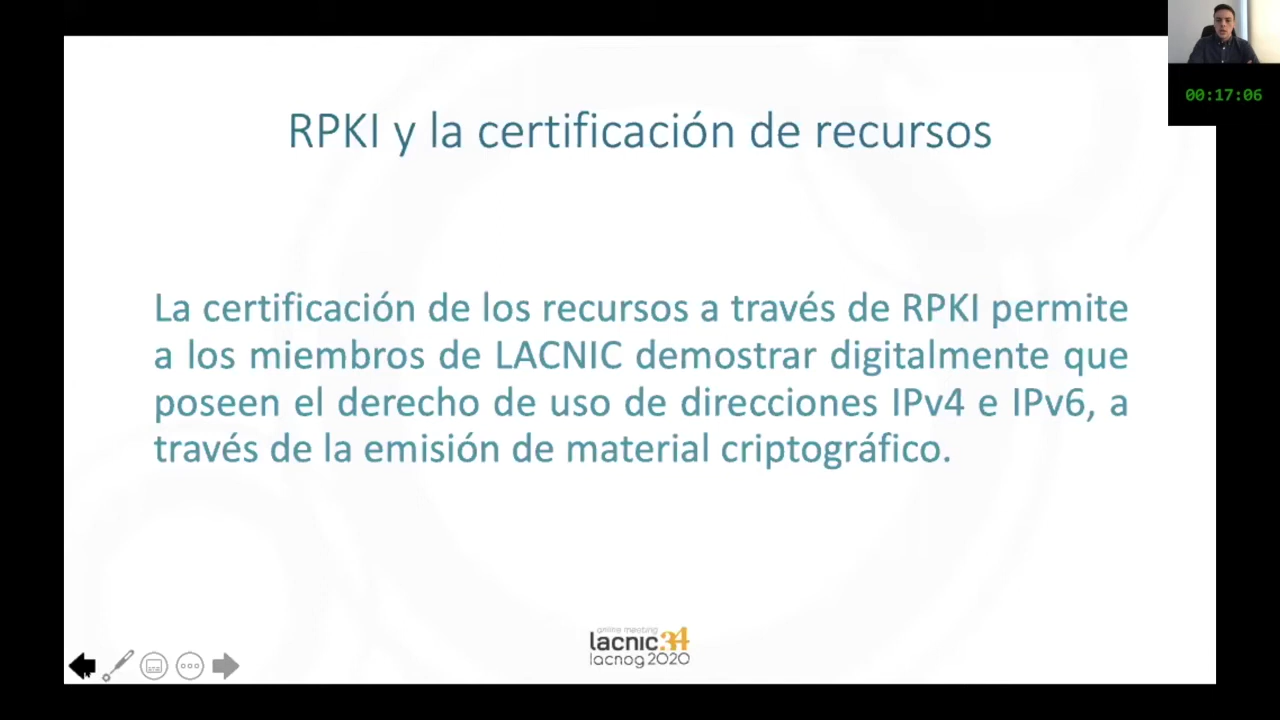 00:17:06
RPKI y la certificación de recursos
La certificación de los recursos a través de RPKI permite
a los miembros de LACNIC demostrar digitalmente que
poseen el derecho de uso de direcciones IPv4 e IPv6, a
través de la emisión de material criptográfico.
online meeting
lacnic34
lacnog2020